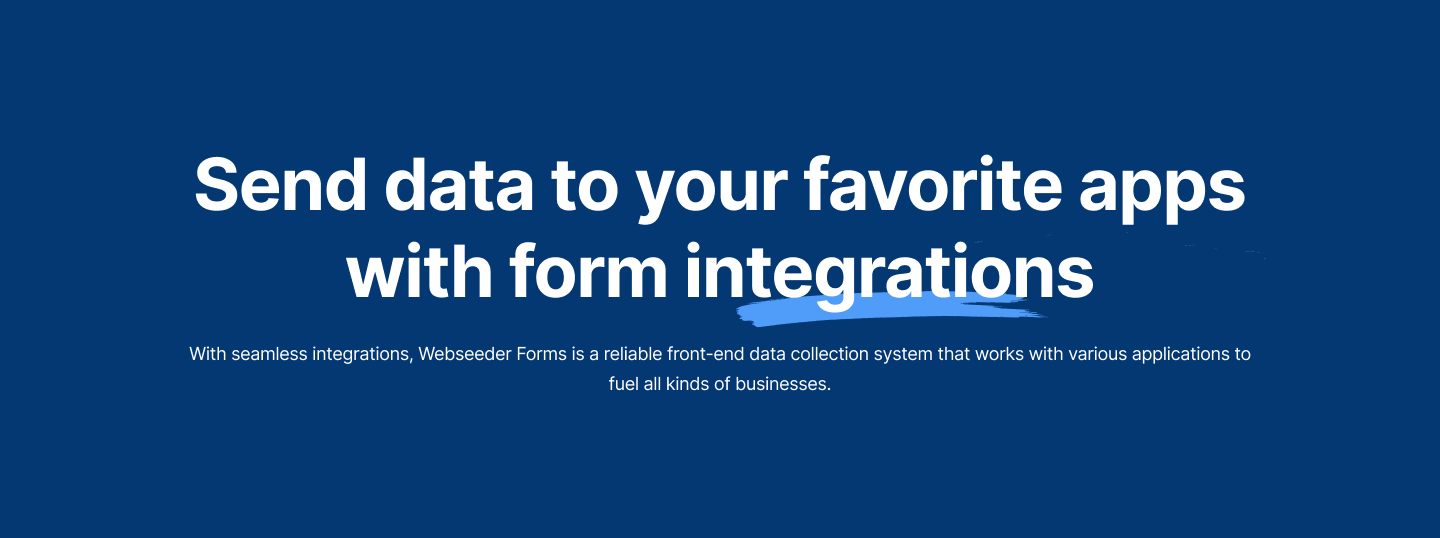 Send data to your favorite apps
with form integrations
With seamless integrations, Webseeder Forms is a reliable front-end data collection system that works with various applications to
fuel all kinds of businesses.